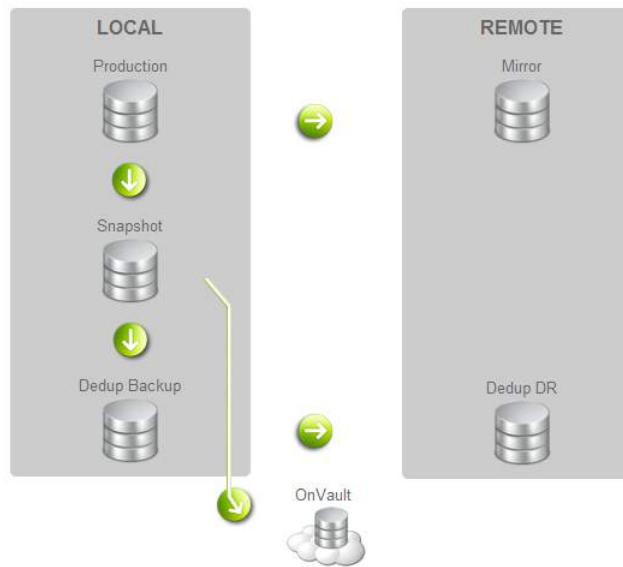 LOCAL
REMOTE
Production
Mirror
Snapshot
Dedup Backup
Dedup DR
OnVault